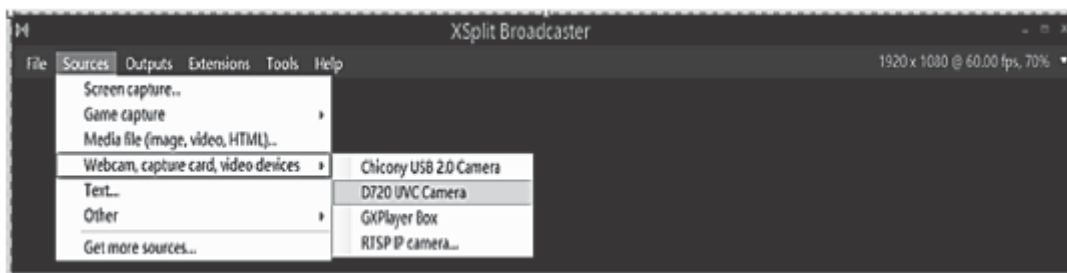 XSplit Broadcaster
File Sources Outputs Extensions Tools Help 1920 x 1080 @ 60.00 fps, 70%
Screen capture...
Game capture
Media file (image, video, HTML)...
Webcam, capture card, video devices
Text...
Other
Get more sources...
Chicony USB 2.0 Camera
D720 UVC Camera
GXPlayer Box
RTSP IP camera...